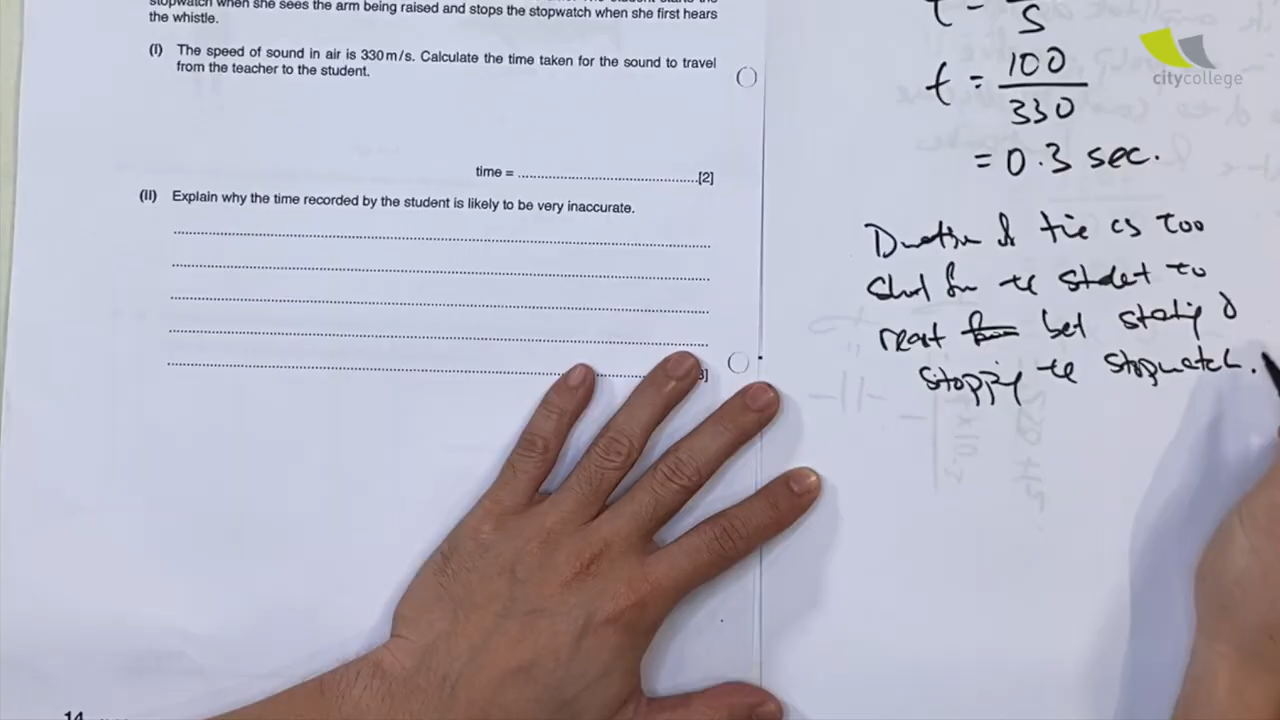 stopwatch when she sees the arm being raised and stops the stopwatch when she first hears
the whistle.
(i) The speed of sound in air is 330 m/s. Calculate the time taken for the sound to travel
from the teacher to the student.
time = ..........[2]
(ii) Explain why the time recorded by the student is likely to be very inaccurate.
3]
14
S
t = 100
330
= 0.3 sec.
citycollege
time is Too
for the student to
react bet starting &
stopping the stopwatch.